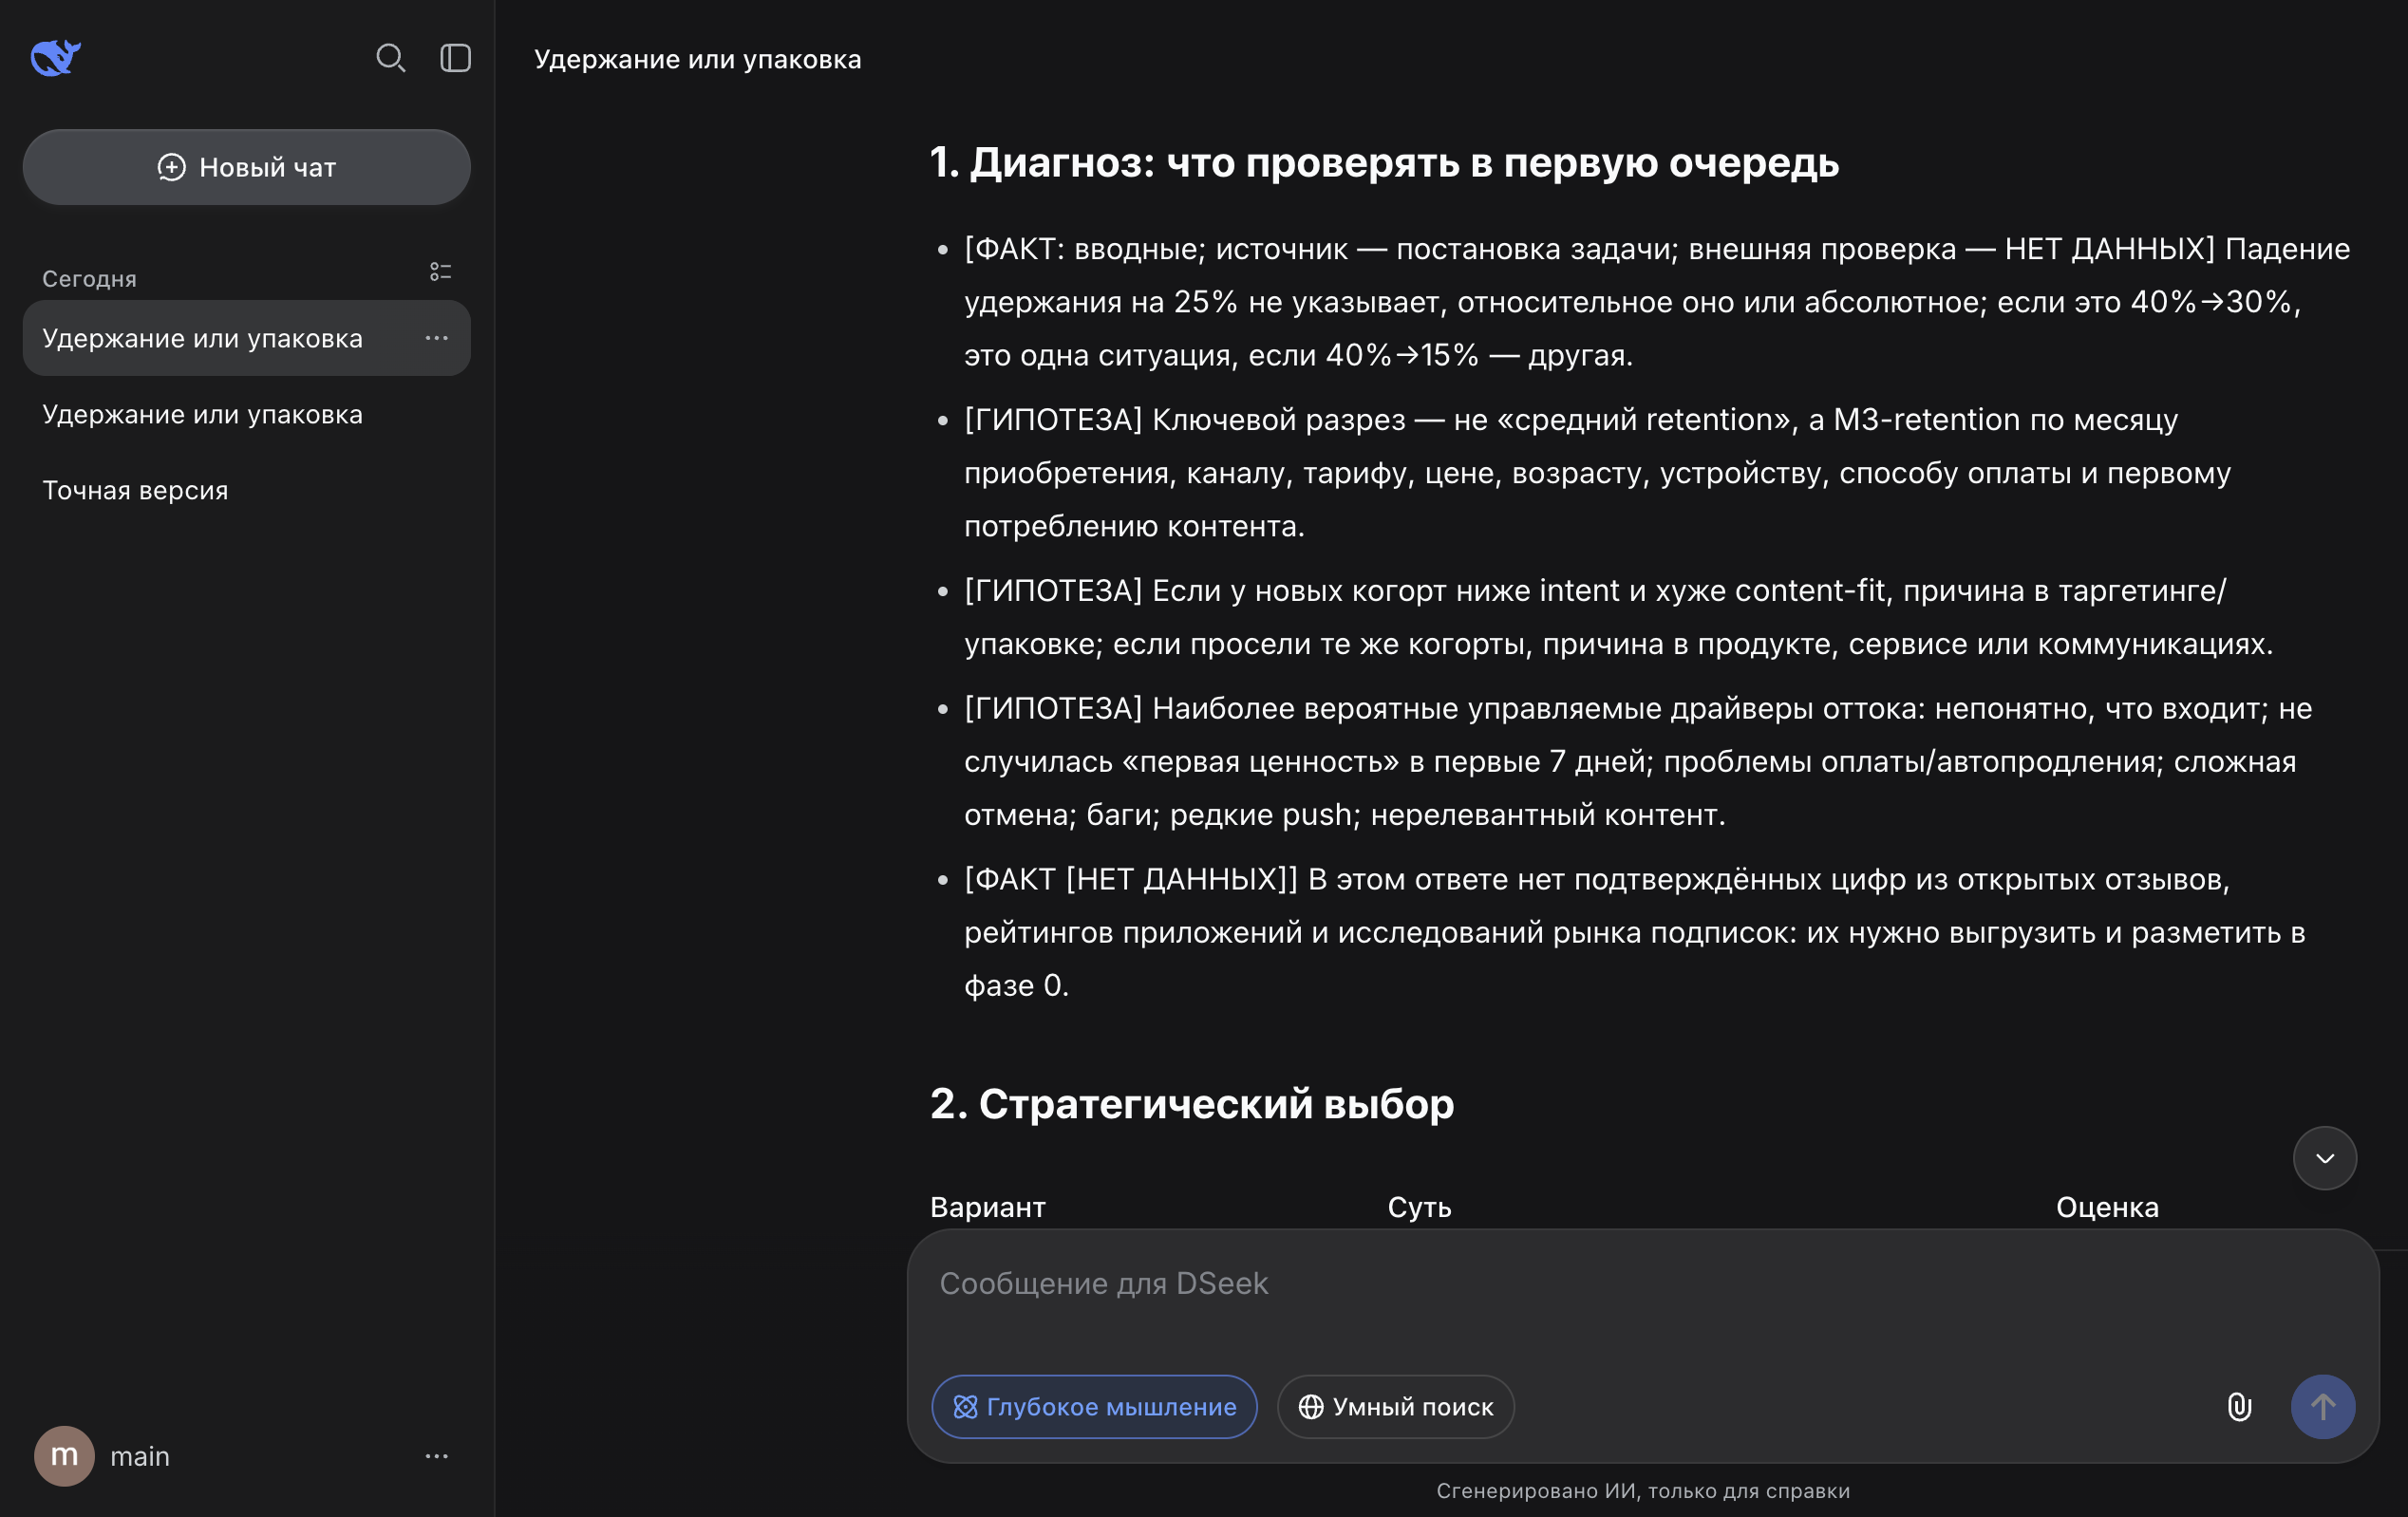 Новый чат
Сегодня
Удержание или упаковка
Удержание или упаковка
Точная версия
m main
Удержание или упаковка
1. Диагноз: что проверять в первую очередь
• [ФАКТ: вводные; источник — постановка задачи; внешняя проверка — НЕТ ДАННЫХ] Падение
удержания на 25% не указывает, относительное оно или абсолютное; если это 40%→30%,
это одна ситуация, если 40%→15% — другая.
• [ГИПОТЕЗА] Ключевой разрез — не «средний retention», а M3-retention по месяцу
приобретения, каналу, тарифу, цене, возрасту, устройству, способу оплаты и первому
потреблению контента.
• [ГИПОТЕЗА] Если у новых когорт ниже intent и хуже content-fit, причина в таргетинге/
упаковке; если просели те же когорты, причина в продукте, сервисе или коммуникациях.
• [ГИПОТЕЗА] Наиболее вероятные управляемые драйверы оттока: непонятно, что входит; не
случилась «первая ценность» в первые 7 дней; проблемы оплаты/автопродления; сложная
отмена; баги; редкие push; нерелевантный контент.
• [ФАКТ [НЕТ ДАННЫХ]] В этом ответе нет подтверждённых цифр из открытых отзывов,
рейтингов приложений и исследований рынка подписок: их нужно выгрузить и разметить в
фазе 0.
2. Стратегический выбор
Вариант Суть Оценка
Сообщение для DSeek
Глубокое мышление Умный поиск
Сгенерировано ИИ, только для справки